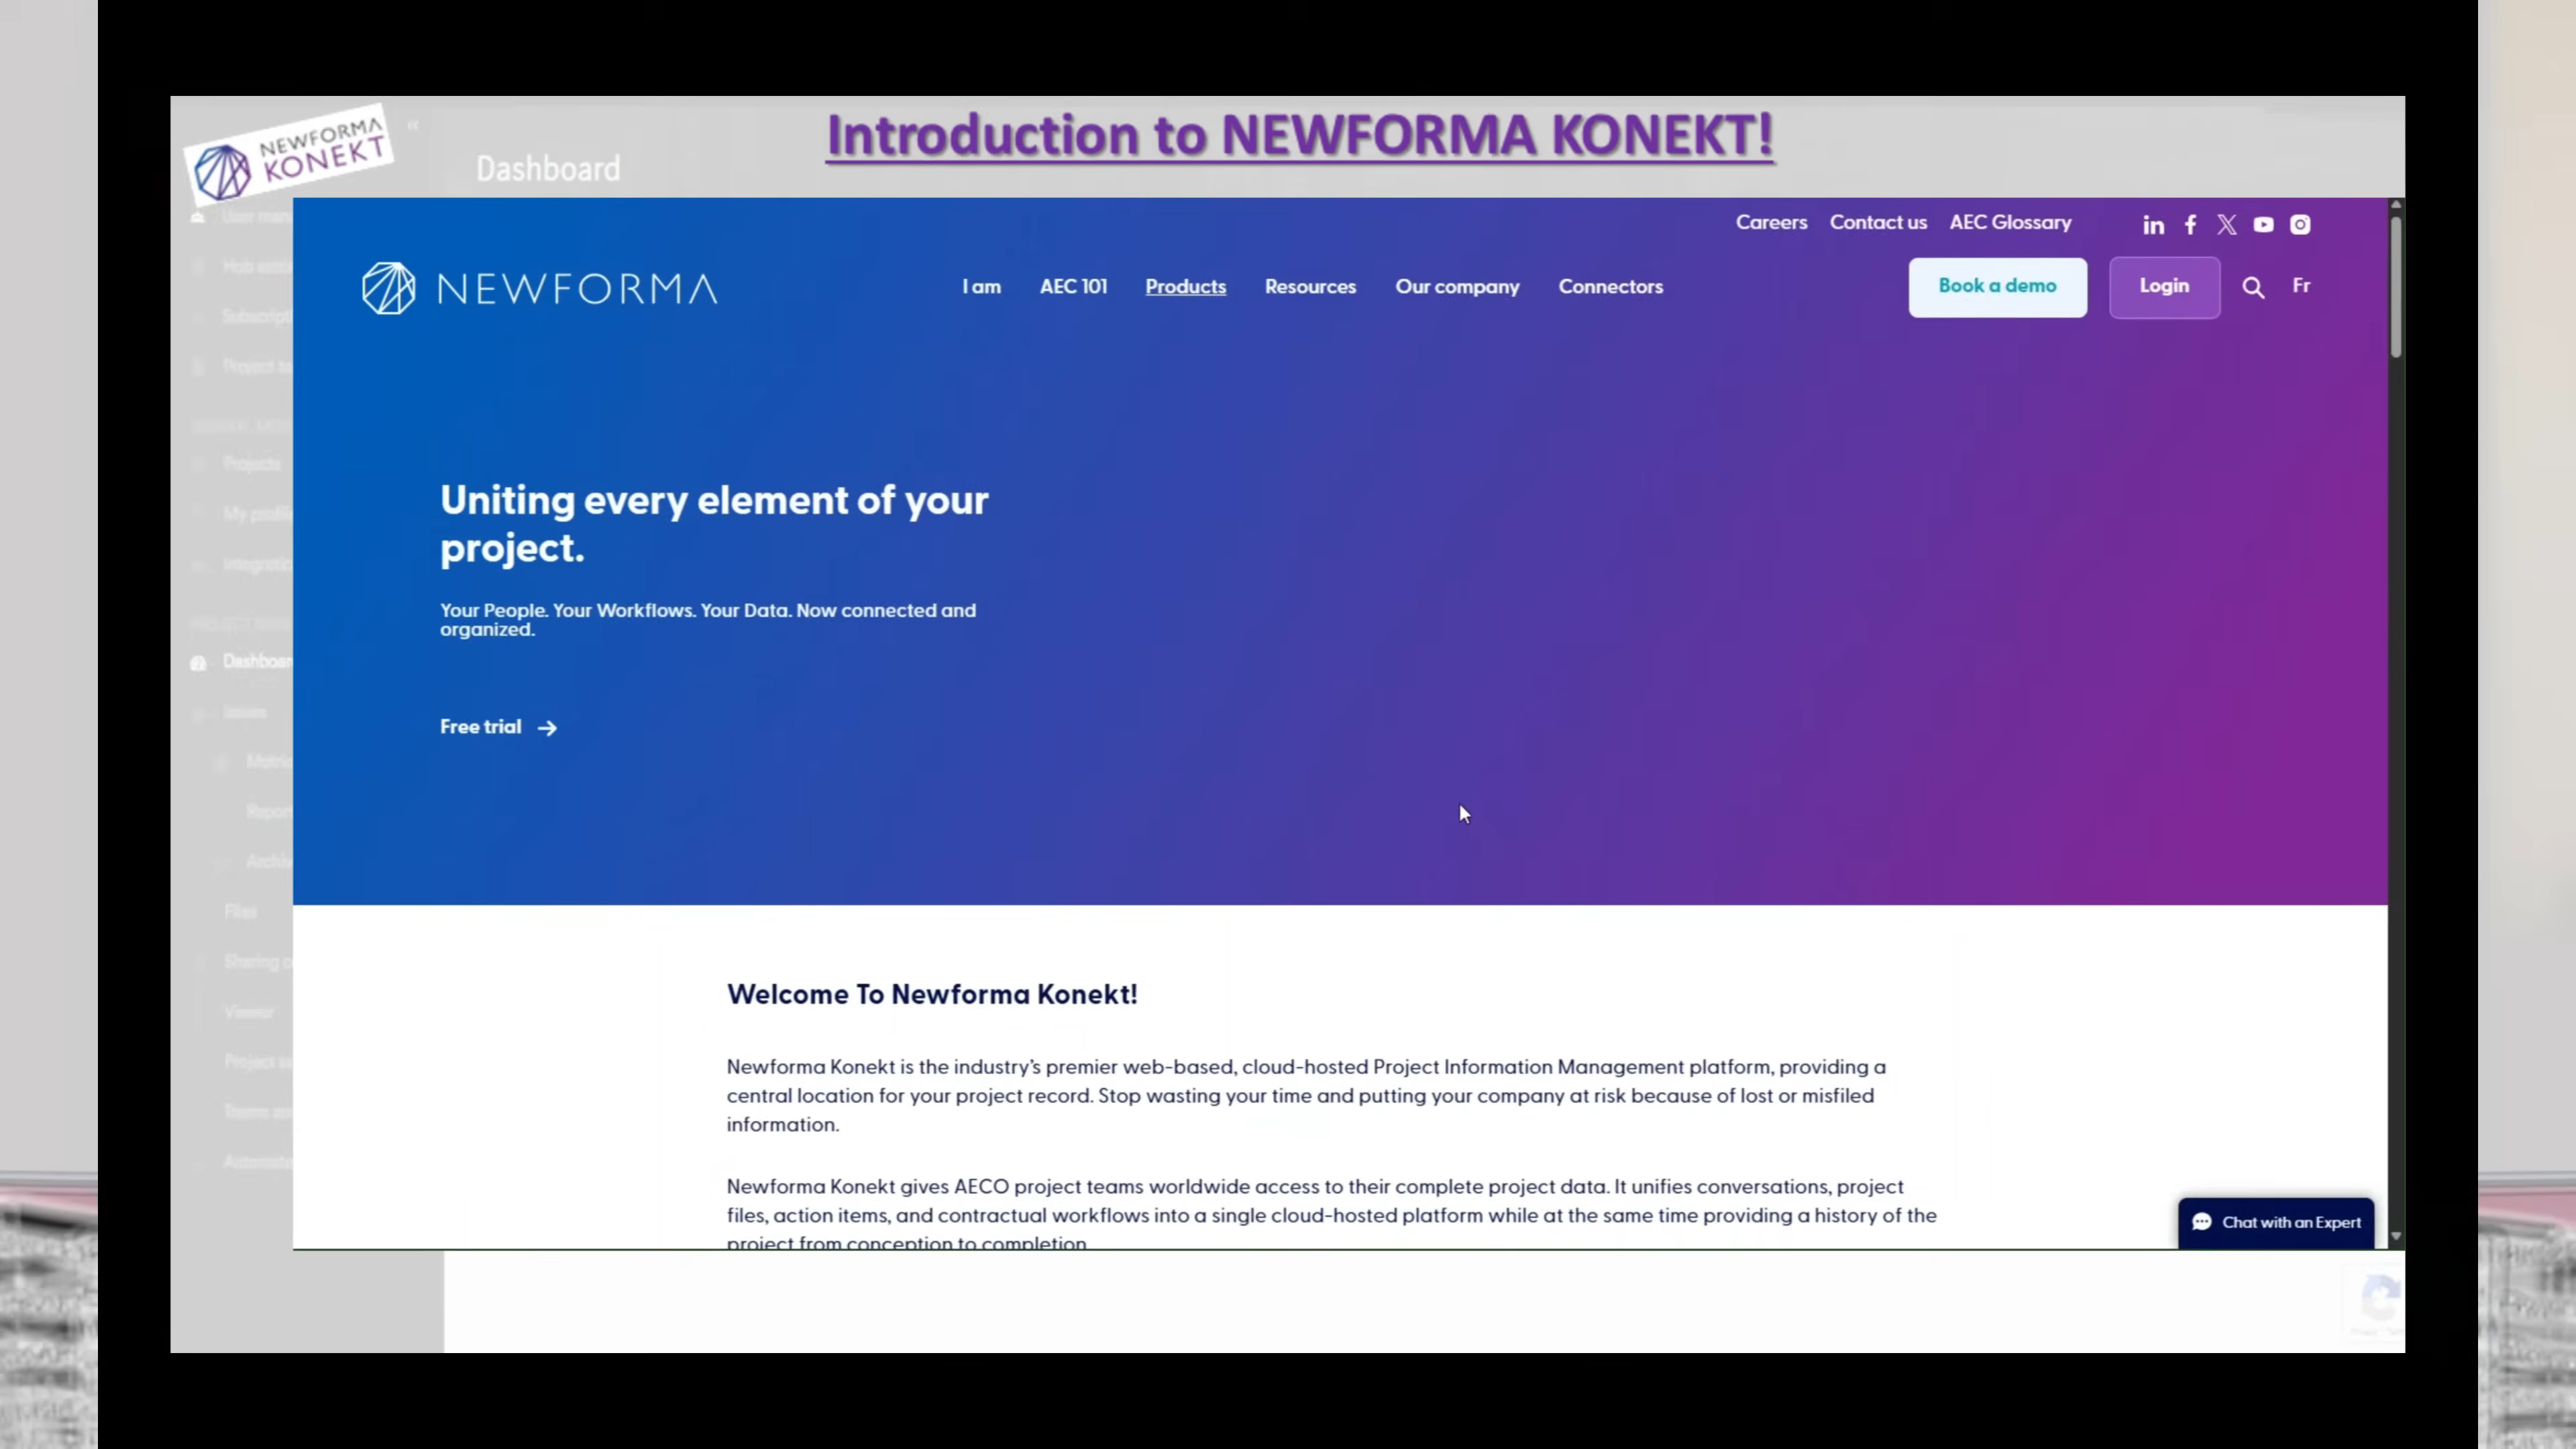 Introduction to NEWFORMA KONEKT!
NEWFORMA
KONEKT
Dashboard
Careers Contact us AEC Glossary
NEWFORMA
I am AEC 101 Products Resources Our company Connectors
Book a demo Login Fr
Uniting every element of your
project.
Your People. Your Workflows. Your Data. Now connected and
organized.
Free trial
Welcome To Newforma Konekt!
Newforma Konekt is the industry's premier web-based, cloud-hosted Project Information Management platform, providing a
central location for your project record. Stop wasting your time and putting your company at risk because of lost or misfiled
information.
Newforma Konekt gives AECO project teams worldwide access to their complete project data. It unifies conversations, project
files, action items, and contractual workflows into a single cloud-hosted platform while at the same time providing a history of the
project from conception to completion
Chat with an Expert
Projects
Files
Viewer